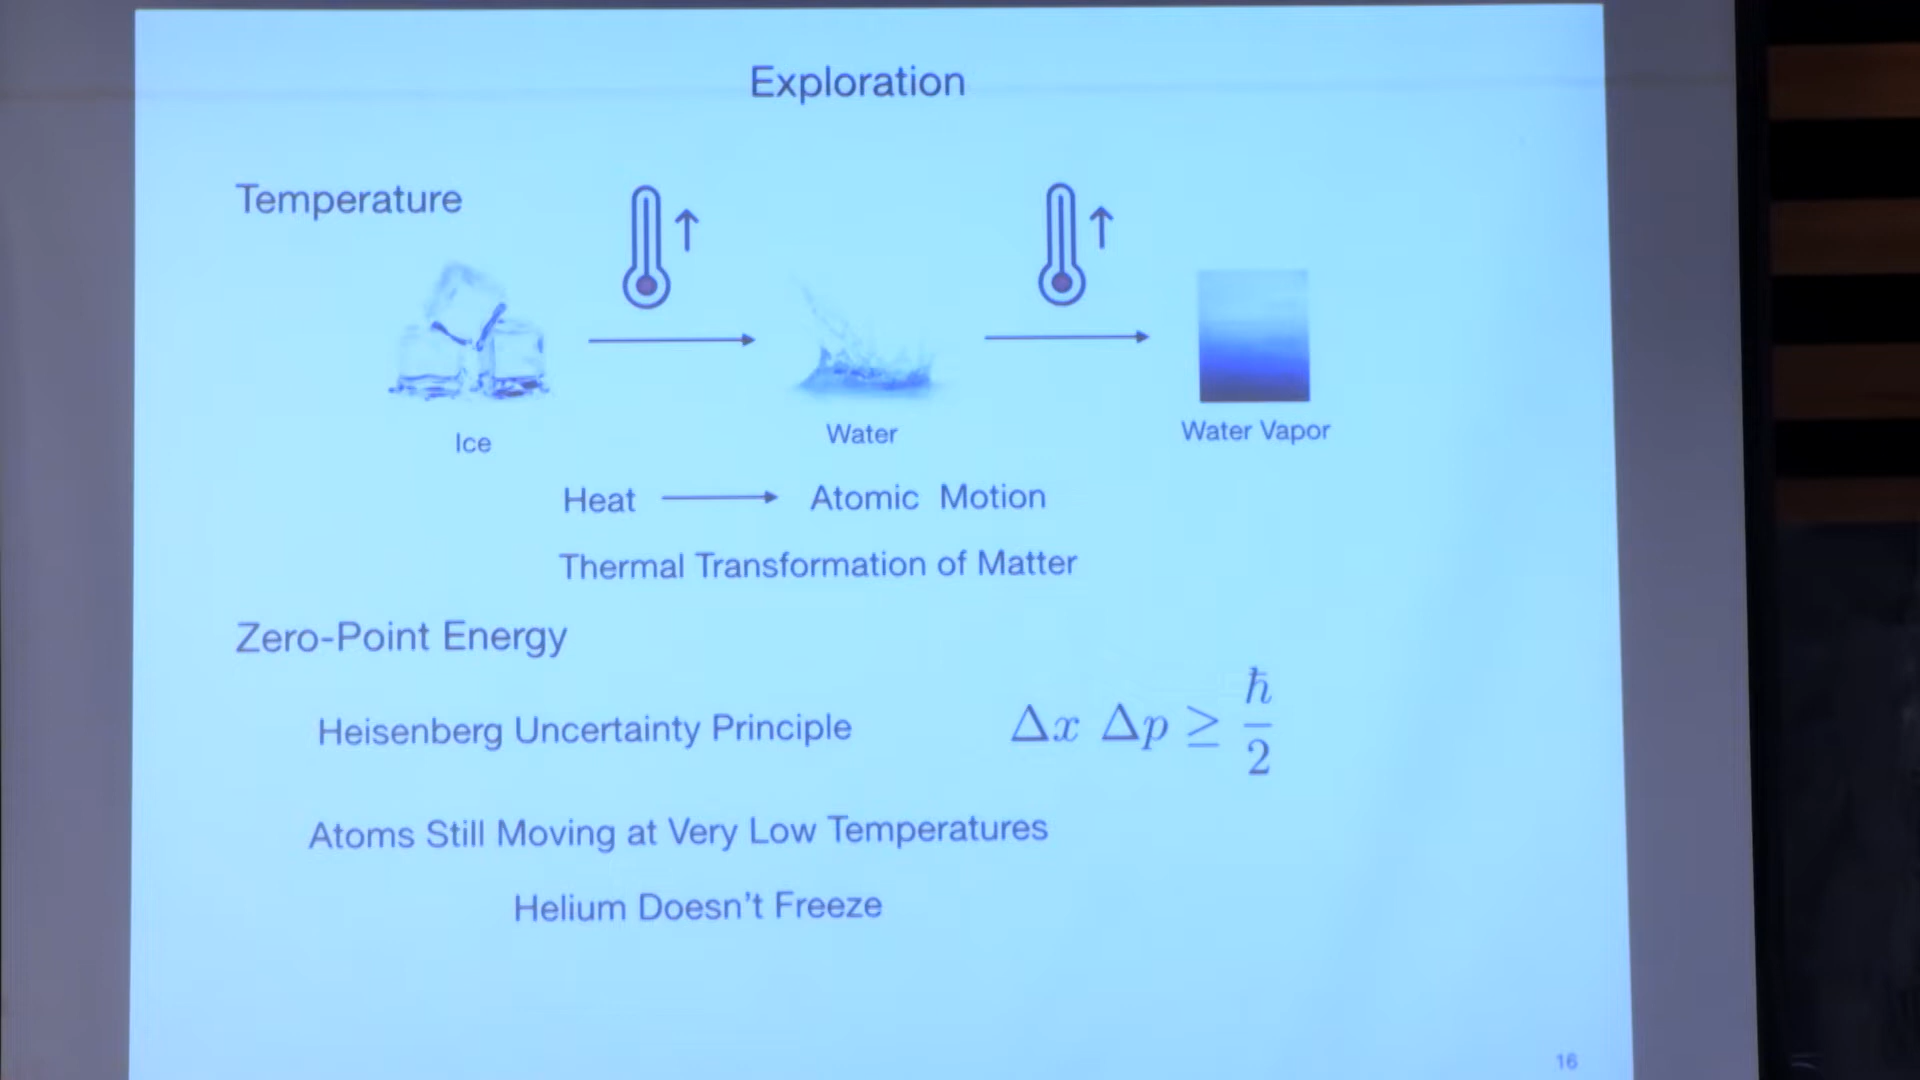 Exploration
Temperature
↑
↑
Ice
Water
Water Vapor
Heat → Atomic Motion
Thermal Transformation of Matter
Zero-Point Energy
Heisenberg Uncertainty Principle Δx Δp ≥ ħ/2
Atoms Still Moving at Very Low Temperatures
Helium Doesn't Freeze
16